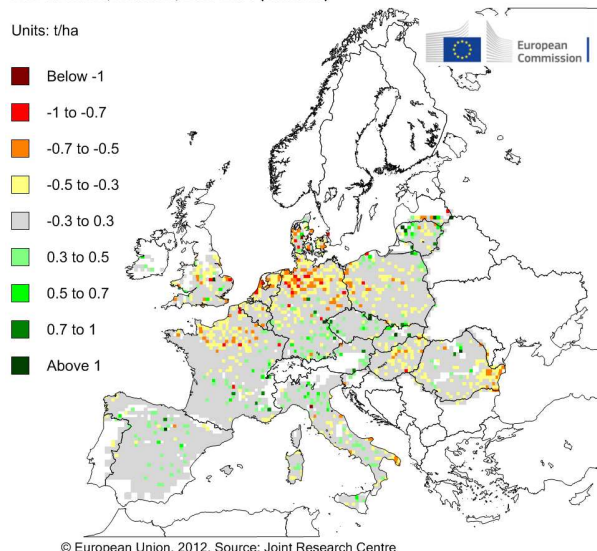 Units: t/ha
European
Commission
Below -1
-1 to -0.7
-0.7 to -0.5
-0.5 to -0.3
-0.3 to 0.3
0.3 to 0.5
0.5 to 0.7
0.7 to 1
Above 1
© European Union, 2012. Source: Joint Research Centre